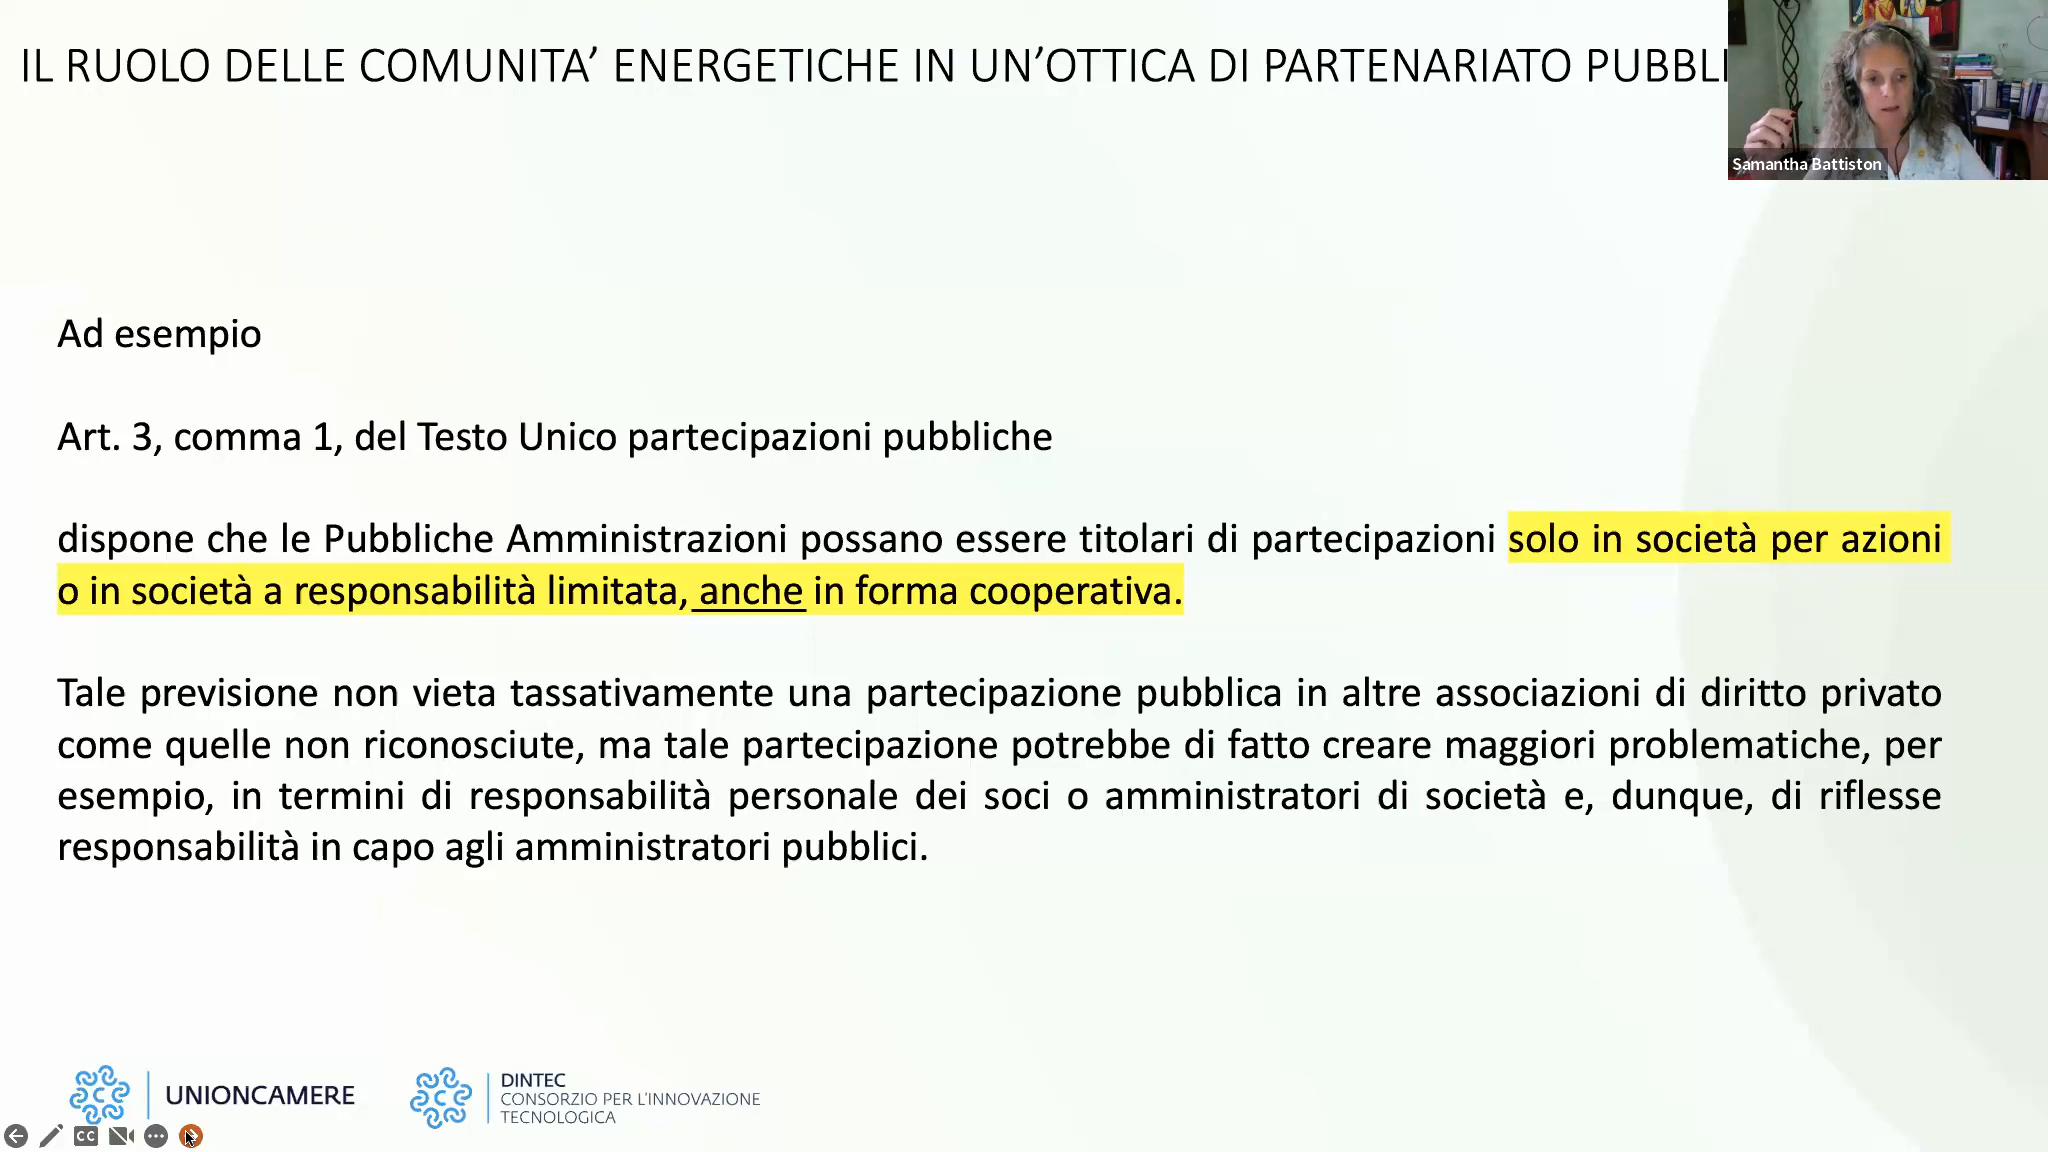 IL RUOLO DELLE COMUNITA’ ENERGETICHE IN UN’OTTICA DI PARTENARIATO
Samantha Battiston
Ad esempio
Art. 3, comma 1, del Testo Unico partecipazioni pubbliche
dispone che le Pubbliche Amministrazioni possano essere titolari di partecipazioni solo in società per azioni
o in società a responsabilità limitata, anche in forma cooperativa.
Tale previsione non vieta tassativamente una partecipazione pubblica in altre associazioni di diritto privato
come quelle non riconosciute, ma tale partecipazione potrebbe di fatto creare maggiori problematiche, per
esempio, in termini di responsabilità personale dei soci o amministratori di società e, dunque, di riflesse
responsabilità in capo agli amministratori pubblici.
UNIONCAMERE
DINTEC
CONSORZIO PER L'INNOVAZIONE
TECNOLOGICA
CC